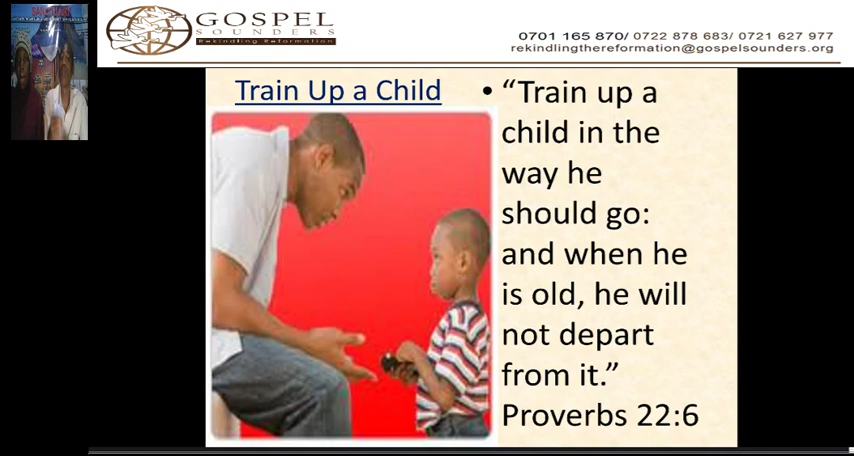 GOSPEL
SOUNDERS
Rekindling Reformation
0701 165 870/ 0722 878 683/ 0721 627 977
rekindlingthereformation@gospelsounders.org
Train Up a Child
• “Train up a
child in the
way he
should go:
and when he
is old, he will
not depart
from it.”
Proverbs 22:6